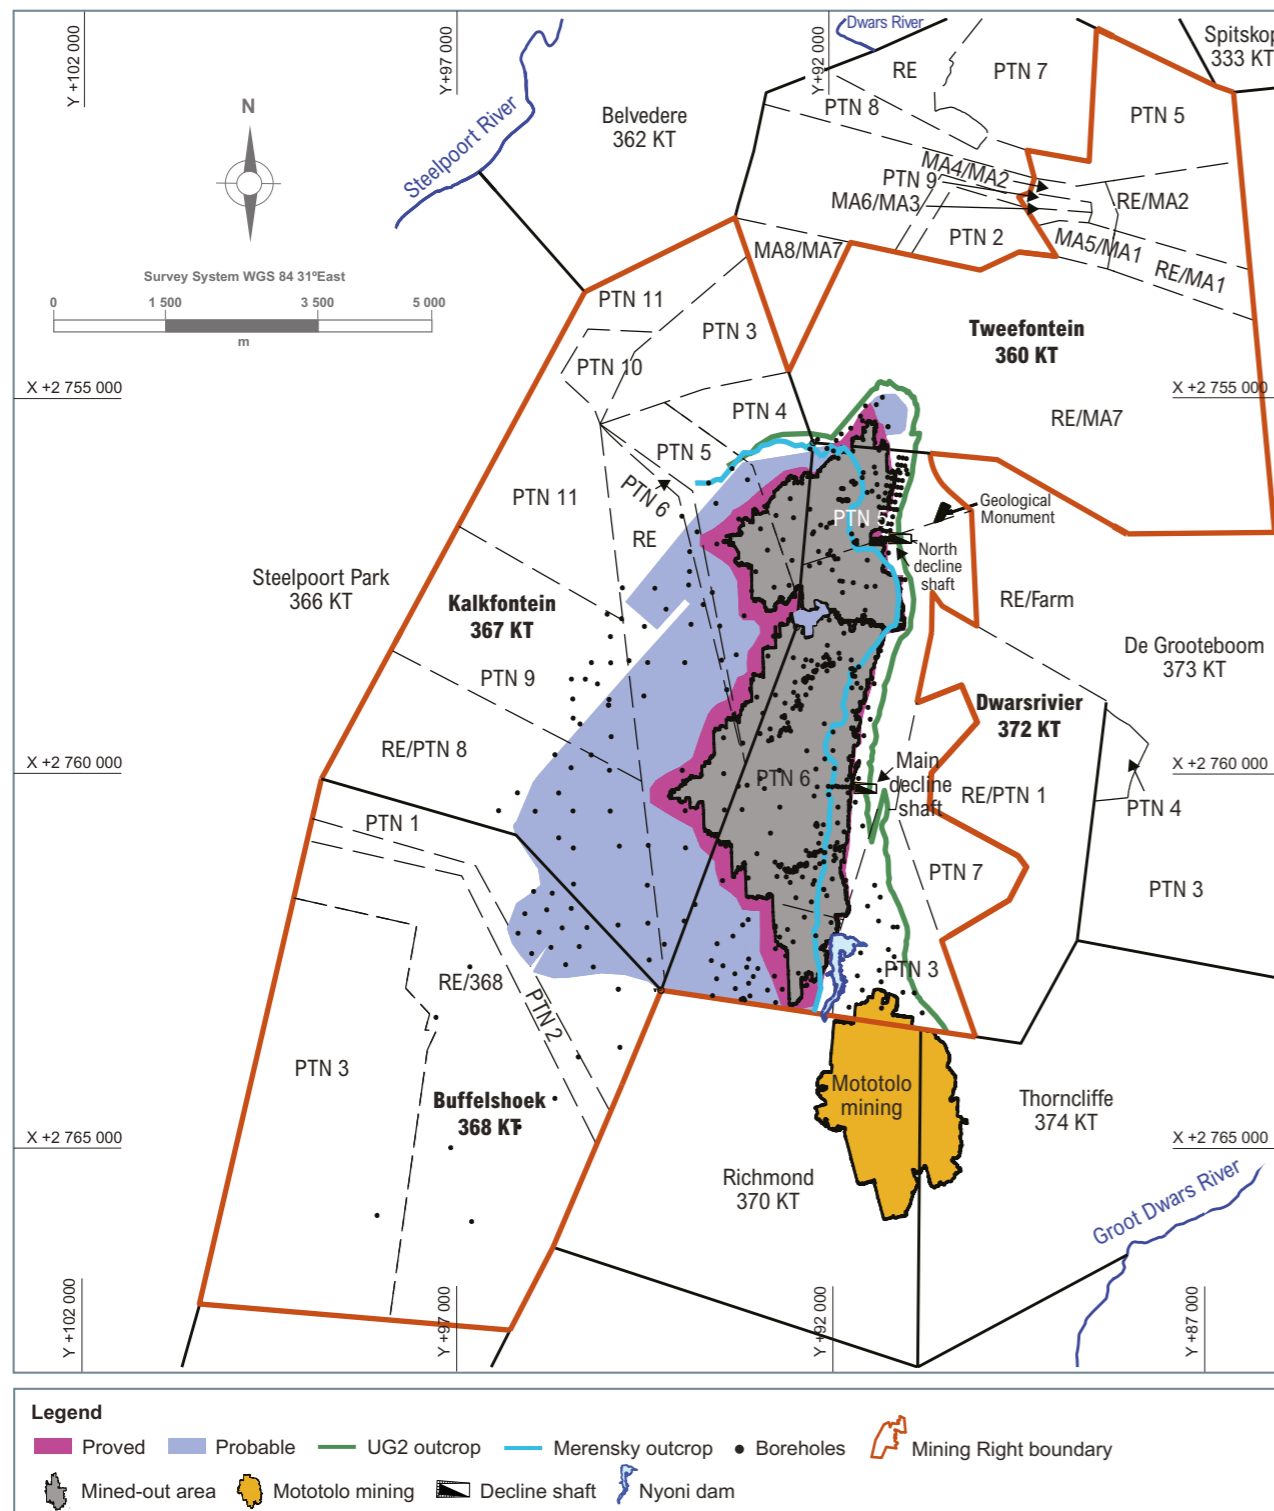 Y +102 000
Y +97 000
Y +92 000
Dwars River
Spitskop
333 KT
RE
PTN 7
PTN 8
PTN 5
Belvedere
362 KT
N
Steelpoort River
MA4/MA2
PTN 9
MA6/MA3
RE/MA2
PTN 2
MA5/MA1
RE/MA1
MA8/MA7
Survey System WGS 84 31ºEast
0
1 500
3 500
5 000
m
PTN 11
PTN 3
Tweefontein
360 KT
PTN 10
X +2 755 000
X +2 755 000
PTN 4
RE/MA7
PTN 5
PTN 6
PTN 11
RE
PTN 5
Geological
Monument
North
decline
shaft
Steelpoort Park
366 KT
Kalkfontein
367 KT
RE/Farm
De Grooteboom
373 KT
PTN 9
Dwarsrivier
372 KT
RE/PTN 8
X +2 760 000
X +2 760 000
PTN 6
Main
decline
shaft
RE/PTN 1
PTN 4
PTN 1
PTN 7
PTN 3
RE/368
PTN 2
PTN 3
PTN 3
Buffelshoek
368 KT
Mototolo
mining
Thorncliffe
374 KT
X +2 765 000
X +2 765 000
Richmond
370 KT
Groot Dwars River
Y +102 000
Y +97 000
Y +92 000
Y +87 000
Legend
Proved
Probable
UG2 outcrop
Merensky outcrop
Boreholes
Mining Right boundary
Mined-out area
Mototolo mining
Decline shaft
Nyoni dam